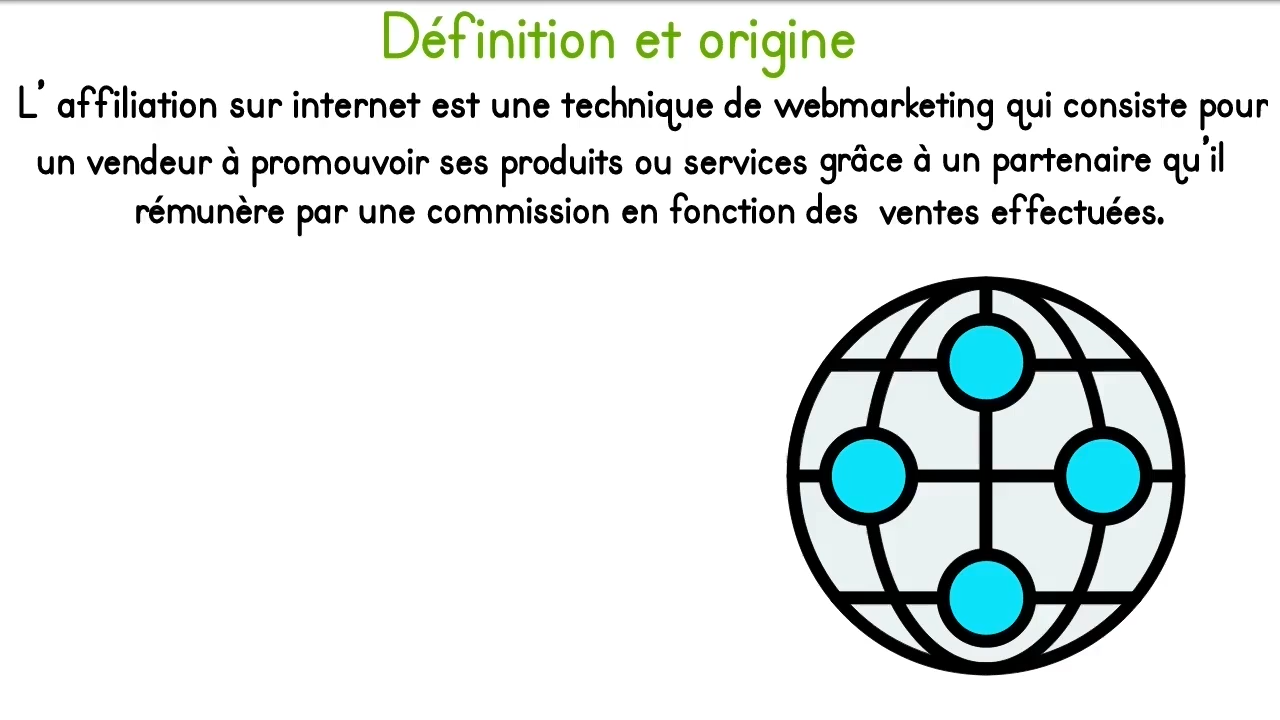 Définition et origine
L' affiliation sur internet est une technique de webmarketing qui consiste pour
un vendeur à promouvoir ses produits ou services grâce à un partenaire qu'il
rémunère par une commission en fonction des ventes effectuées.